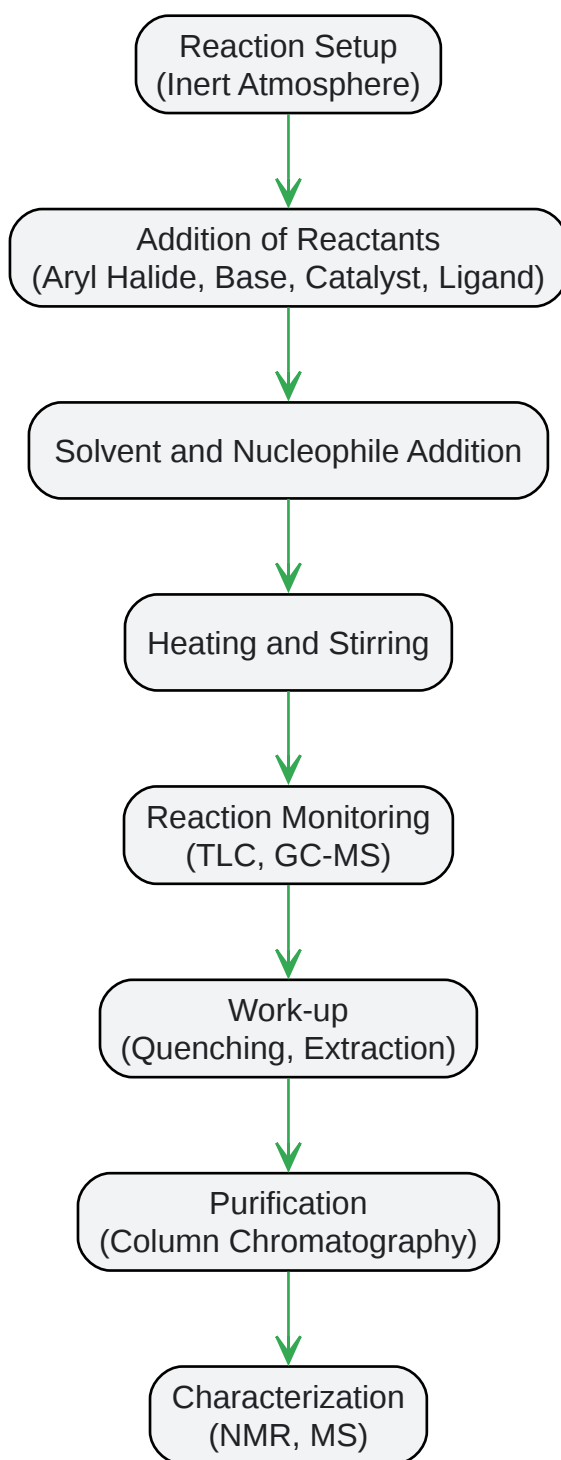 Reaction Setup
(Inert Atmosphere)
Addition of Reactants
(Aryl Halide, Base, Catalyst, Ligand)
Solvent and Nucleophile Addition
Heating and Stirring
Reaction Monitoring
(TLC, GC-MS)
Work-up
(Quenching, Extraction)
Purification
(Column Chromatography)
Characterization
(NMR, MS)